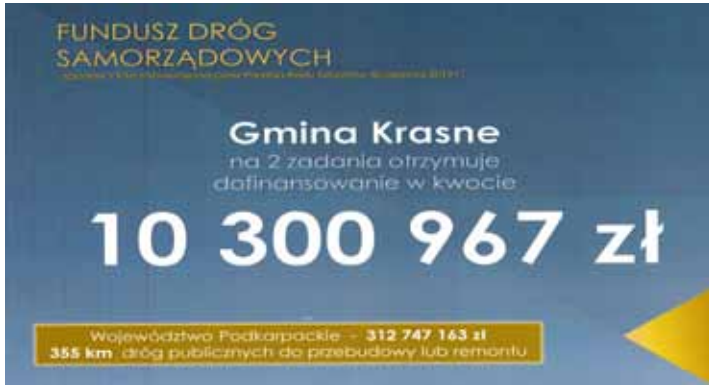 FUNDUSZ DRÓG
SAMORZĄDOWYCH
Gmina Krasne
na 2 zadania otrzymuje
dofinansowanie w kwocie
10 300 967 zł
Województwo Podkarpackie - 312 747 163 zł
355 km dróg publicznych do przebudowy lub remontu